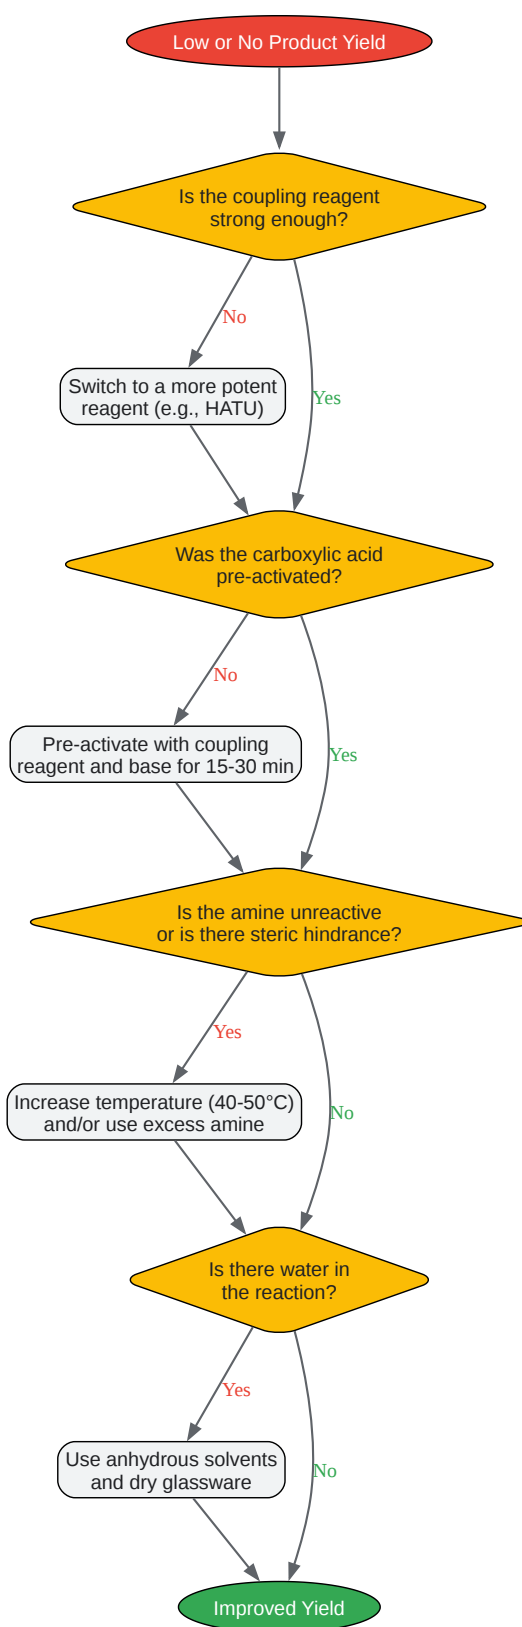 Low or No Product Yield
Is the coupling reagent
strong enough?
No
Switch to a more potent
reagent (e.g., HATU)
Yes
Was the carboxylic acid
pre-activated?
No
Pre-activate with coupling
reagent and base for 15-30 min
Yes
Is the amine unreactive
or is there steric hindrance?
Yes
Increase temperature (40-50°C)
and/or use excess amine
No
Is there water in
the reaction?
Yes
Use anhydrous solvents
and dry glassware
No
Improved Yield